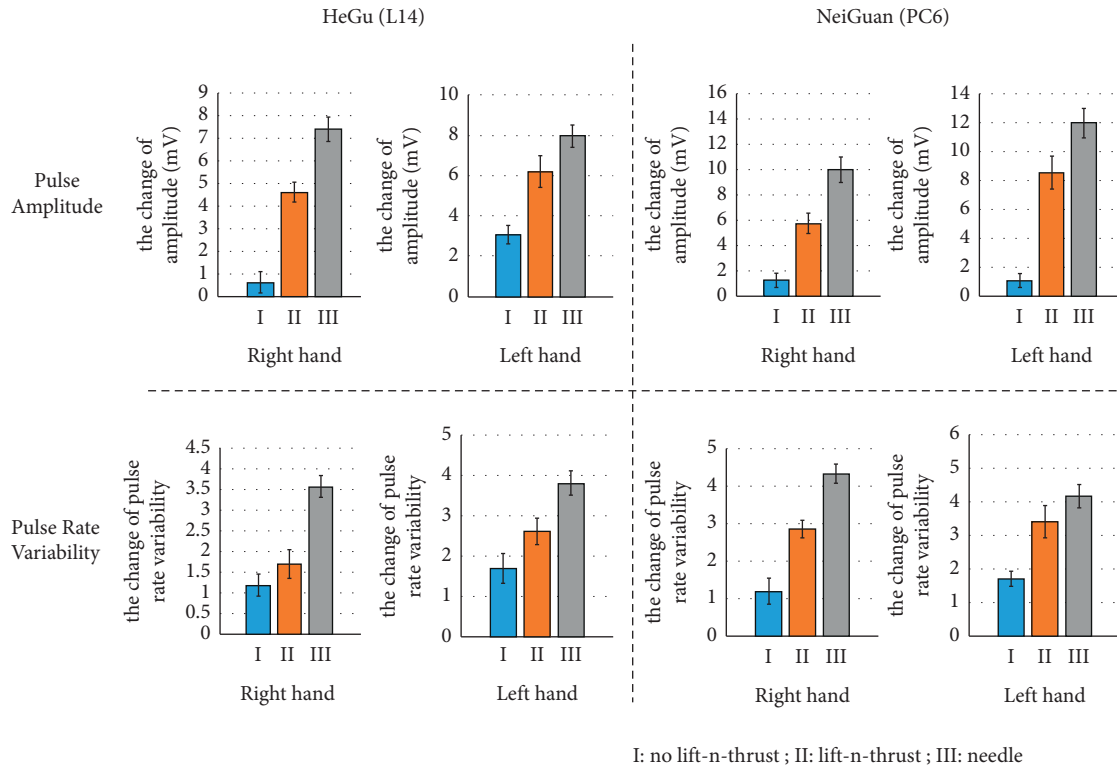 HeGu (L14)
NeiGuan (PC6)
Pulse
Amplitude
the change of
amplitude (mV)
9
8
7
6
5
4
3
2
1
0
I II III
Right hand
the change of
amplitude (mV)
10
8
6
4
2
0
I II III
Left hand
the change of
amplitude (mV)
16
14
12
10
8
6
4
2
0
I II III
Right hand
the change of
amplitude (mV)
14
12
10
8
6
4
2
0
I II III
Left hand
Pulse Rate
Variability
the change of pulse
rate variability
4.5
4
3.5
3
2.5
2
1.5
1
0.5
0
I II III
Right hand
the change of pulse
rate variability
5
4
3
2
1
0
I II III
Left hand
the change of pulse
rate variability
5
4
3
2
1
0
I II III
Right hand
the change of pulse
rate variability
6
5
4
3
2
1
0
I II III
Left hand
I: no lift-n-thrust ; II: lift-n-thrust ; III: needle